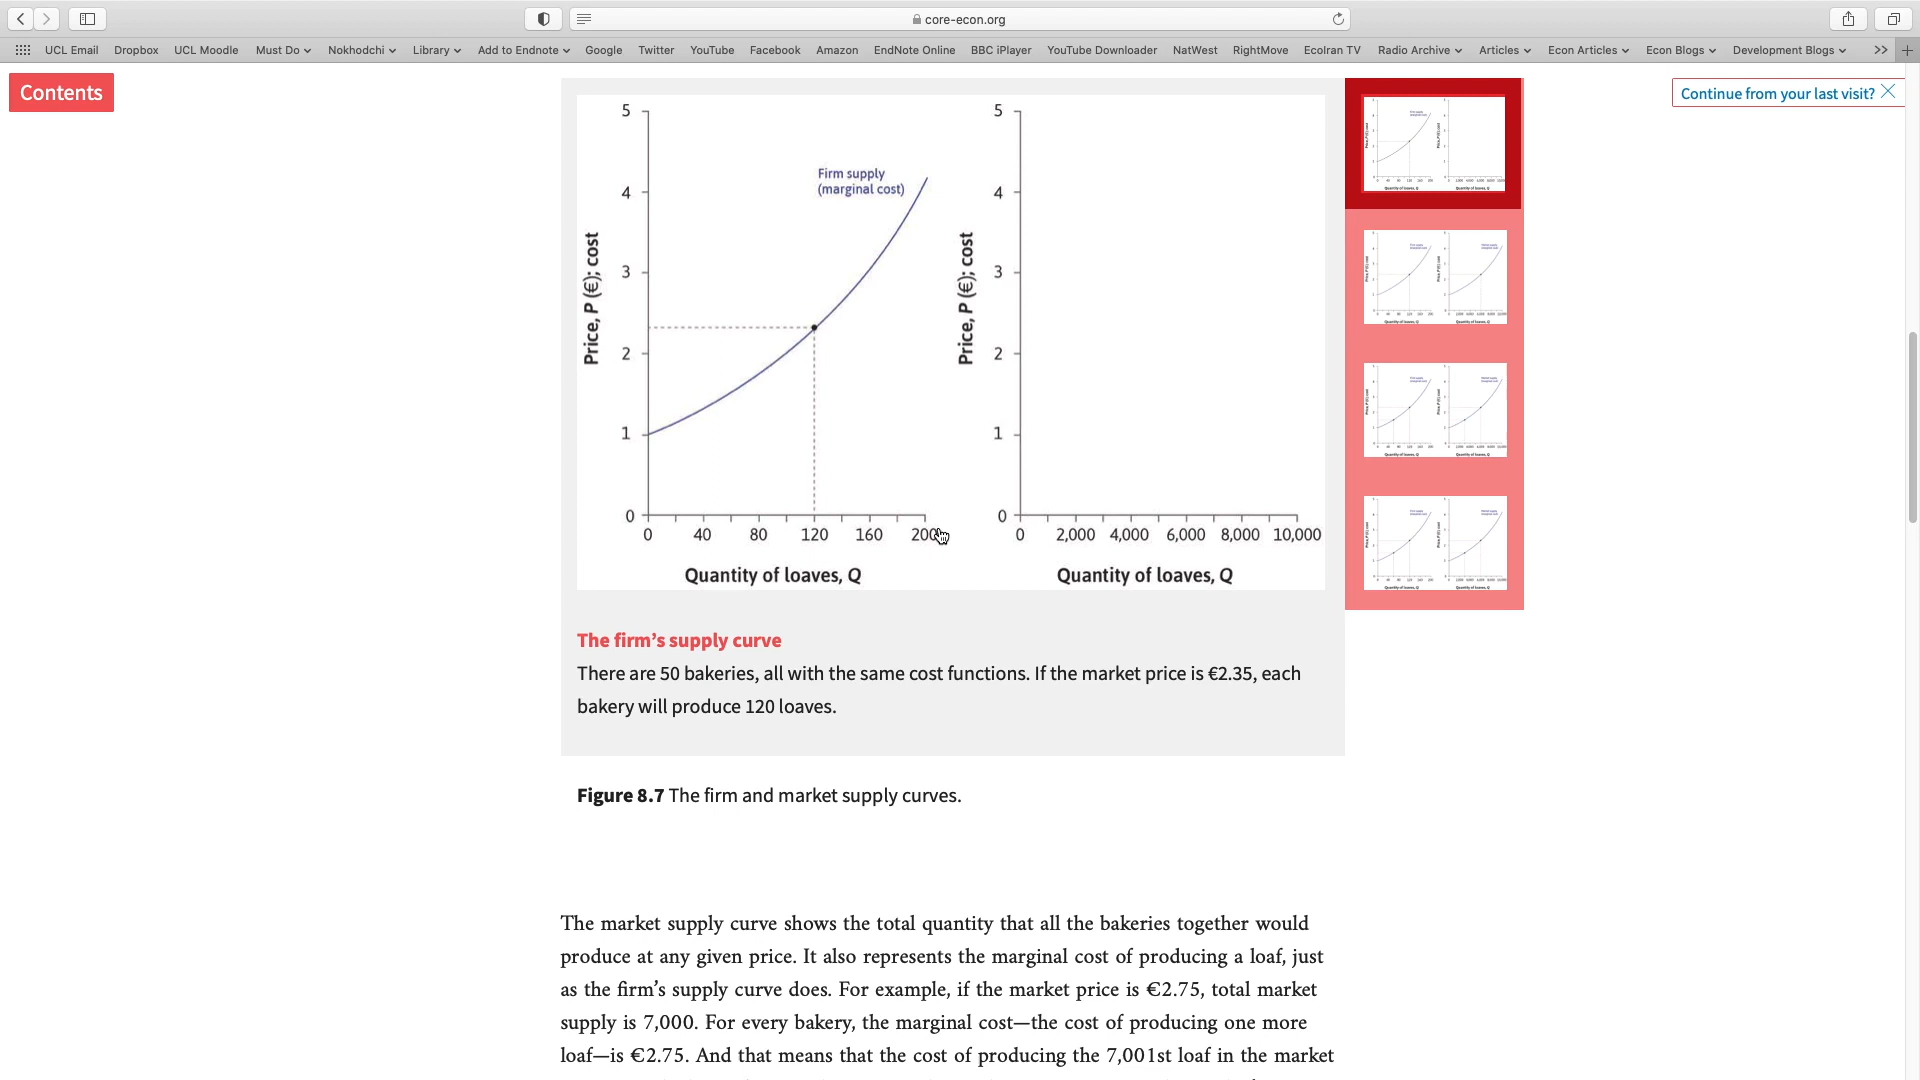 core-econ.org
UCL Email Dropbox UCL Moodle Must Do Nokhodchi Library Add to Endnote Google Twitter YouTube Facebook Amazon EndNote Online BBC iPlayer YouTube Downloader NatWest RightMove EcoIran TV Radio Archive Articles Econ Articles Econ Blogs Development Blogs
Contents
Continue from your last visit?
5
4
3
2
1
0
Price, P (€); cost
Firm supply
(marginal cost)
0 40 80 120 160 200
Quantity of loaves, Q
5
4
3
2
1
0
Price, P (€); cost
0 2,000 4,000 6,000 8,000 10,000
Quantity of loaves, Q
The firm’s supply curve
There are 50 bakeries, all with the same cost functions. If the market price is €2.35, each
bakery will produce 120 loaves.
Figure 8.7 The firm and market supply curves.
The market supply curve shows the total quantity that all the bakeries together would
produce at any given price. It also represents the marginal cost of producing a loaf, just
as the firm’s supply curve does. For example, if the market price is €2.75, total market
supply is 7,000. For every bakery, the marginal cost—the cost of producing one more
loaf—is €2.75. And that means that the cost of producing the 7,001st loaf in the market